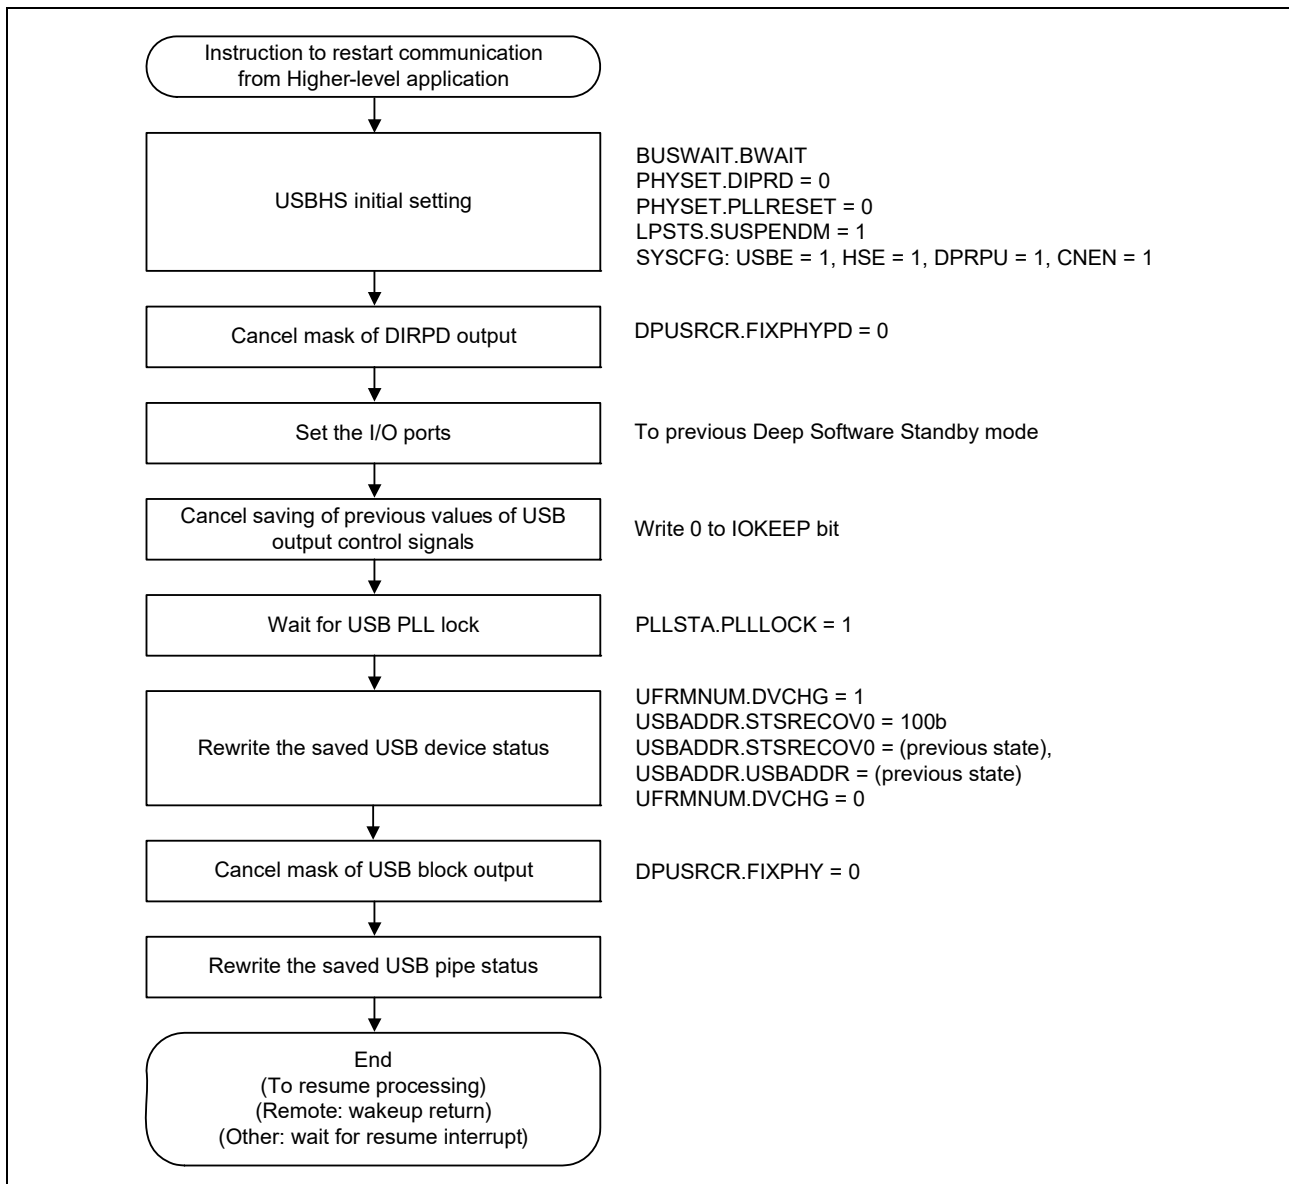 Instruction to restart communication
from Higher-level application
USBHS initial setting
BUSWAIT.BWAIT
PHYSET.DIPRD = 0
PHYSET.PLLRESET = 0
LPSTS.SUSPENDM = 1
SYSCFG: USBE = 1, HSE = 1, DPRPU = 1, CNEN = 1
Cancel mask of DIRPD output
DPUSRCR.FIXPHYPD = 0
Set the I/O ports
To previous Deep Software Standby mode
Cancel saving of previous values of USB
output control signals
Write 0 to IOKEEP bit
Wait for USB PLL lock
PLLSTA.PLLLOCK = 1
Rewrite the saved USB device status
UFRMNUM.DVCHG = 1
USBADDR.STSRECOV0 = 100b
USBADDR.STSRECOV0 = (previous state),
USBADDR.USBADDR = (previous state)
UFRMNUM.DVCHG = 0
Cancel mask of USB block output
DPUSRCR.FIXPHY = 0
Rewrite the saved USB pipe status
End
(To resume processing)
(Remote: wakeup return)
(Other: wait for resume interrupt)